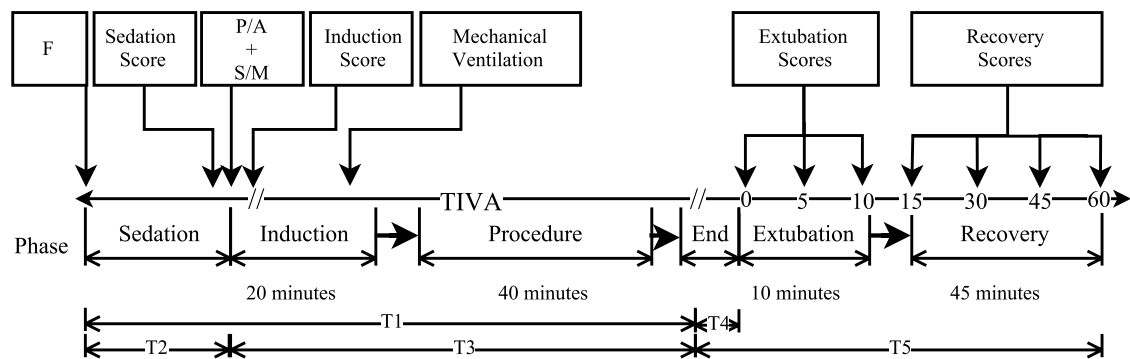 F
Sedation
Score
P/A
+
S/M
Induction
Score
Mechanical
Ventilation
Extubation
Scores
Recovery
Scores
// TIVA // 0 5 10 15 30 45 60
Phase Sedation Induction Procedure End Extubation Recovery
20 minutes 40 minutes 10 minutes 45 minutes
T1 T4
T2 T3 T5